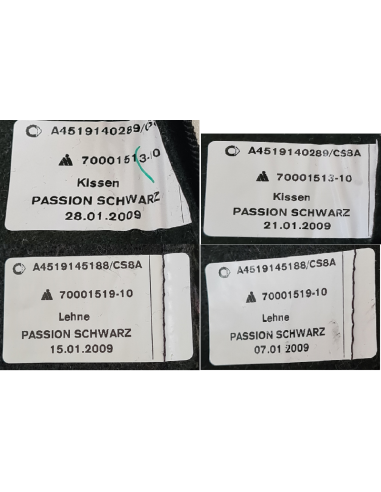 A4519140289/CS
70001513-10
Kissen
PASSION SCHWARZ
28.01.2009
A4519140289/CS8A
70001513-10
Kissen
PASSION SCHWARZ
21.01.2009
A4519145188/CS8A
70001519-10
Lehne
PASSION SCHWARZ
15.01.2009
A4519145188/CS8A
70001519-10
Lehne
PASSION SCHWARZ
07.01 2009